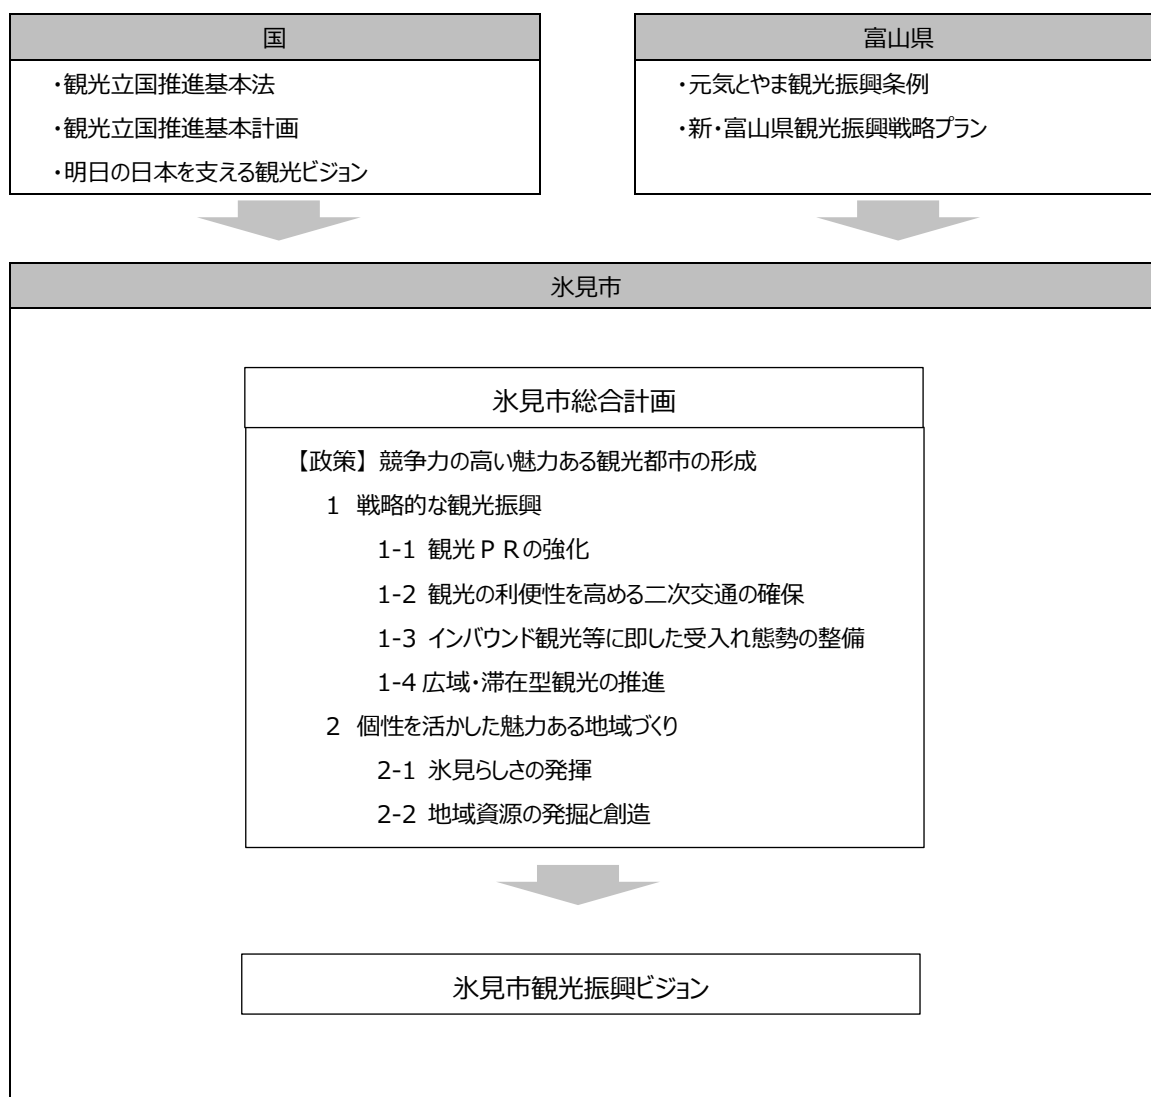 国
・観光立国推進基本法
・観光立国推進基本計画
・明日の日本を支える観光ビジョン
富山県
・元気とやま観光振興条例
・新・富山県観光振興戦略プラン
氷見市
氷見市総合計画
【政策】競争力の高い魅力ある観光都市の形成
1 戦略的な観光振興
1-1 観光ＰＲの強化
1-2 観光の利便性を高める二次交通の確保
1-3 インバウンド観光等に即した受入れ態勢の整備
1-4 広域・滞在型観光の推進
2 個性を活かした魅力ある地域づくり
2-1 氷見らしさの発揮
2-2 地域資源の発掘と創造
氷見市観光振興ビジョン